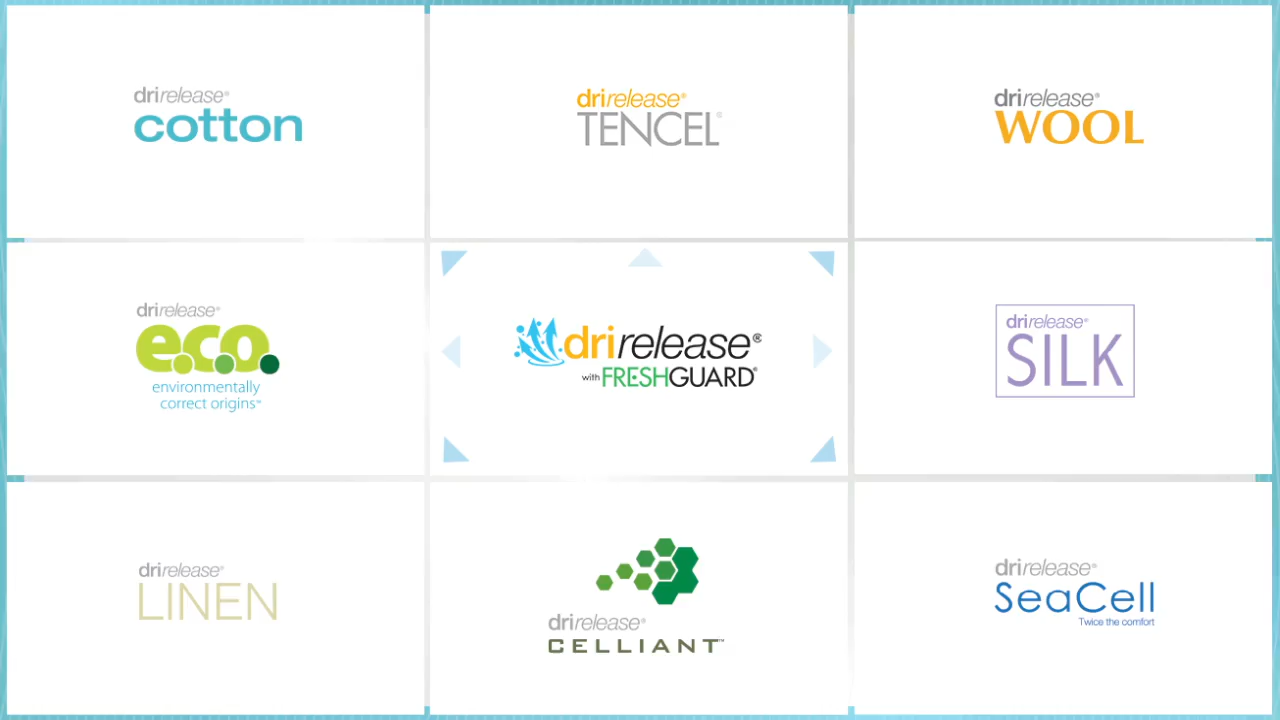 drirelease®
cotton
drirelease®
TENCEL®
drirelease®
WOOL
drirelease®
e.c.o.
environmentally
correct origins™
drirelease®
with FRESHGUARD®
drirelease®
SILK
drirelease®
LINEN
drirelease®
CELLIANT™
drirelease®
SeaCell
Twice the comfort